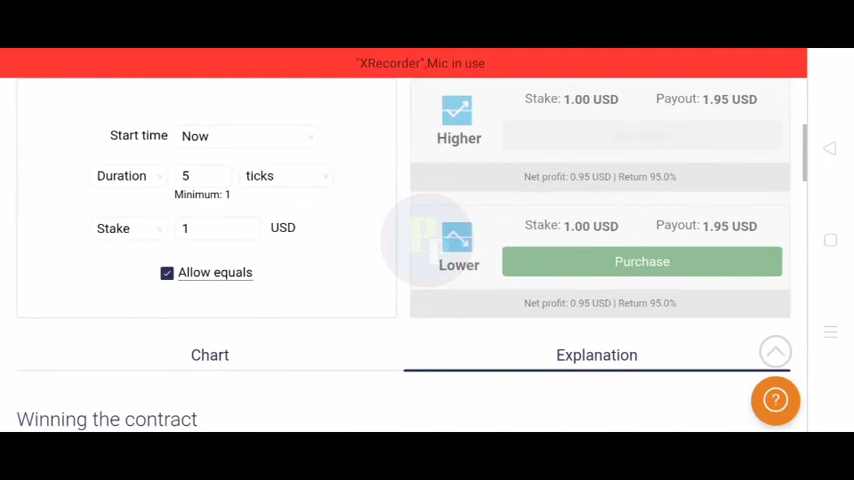 "XRecorder",Mic in use
Start time Now
Duration 5 ticks
Minimum: 1
Stake 1 USD
Allow equals
Stake: 1.00 USD Payout: 1.95 USD
Higher
Net profit: 0.95 USD | Return 95.0%
Stake: 1.00 USD Payout: 1.95 USD
Lower
Purchase
Net profit: 0.95 USD | Return 95.0%
Chart
Explanation
?
Winning the contract